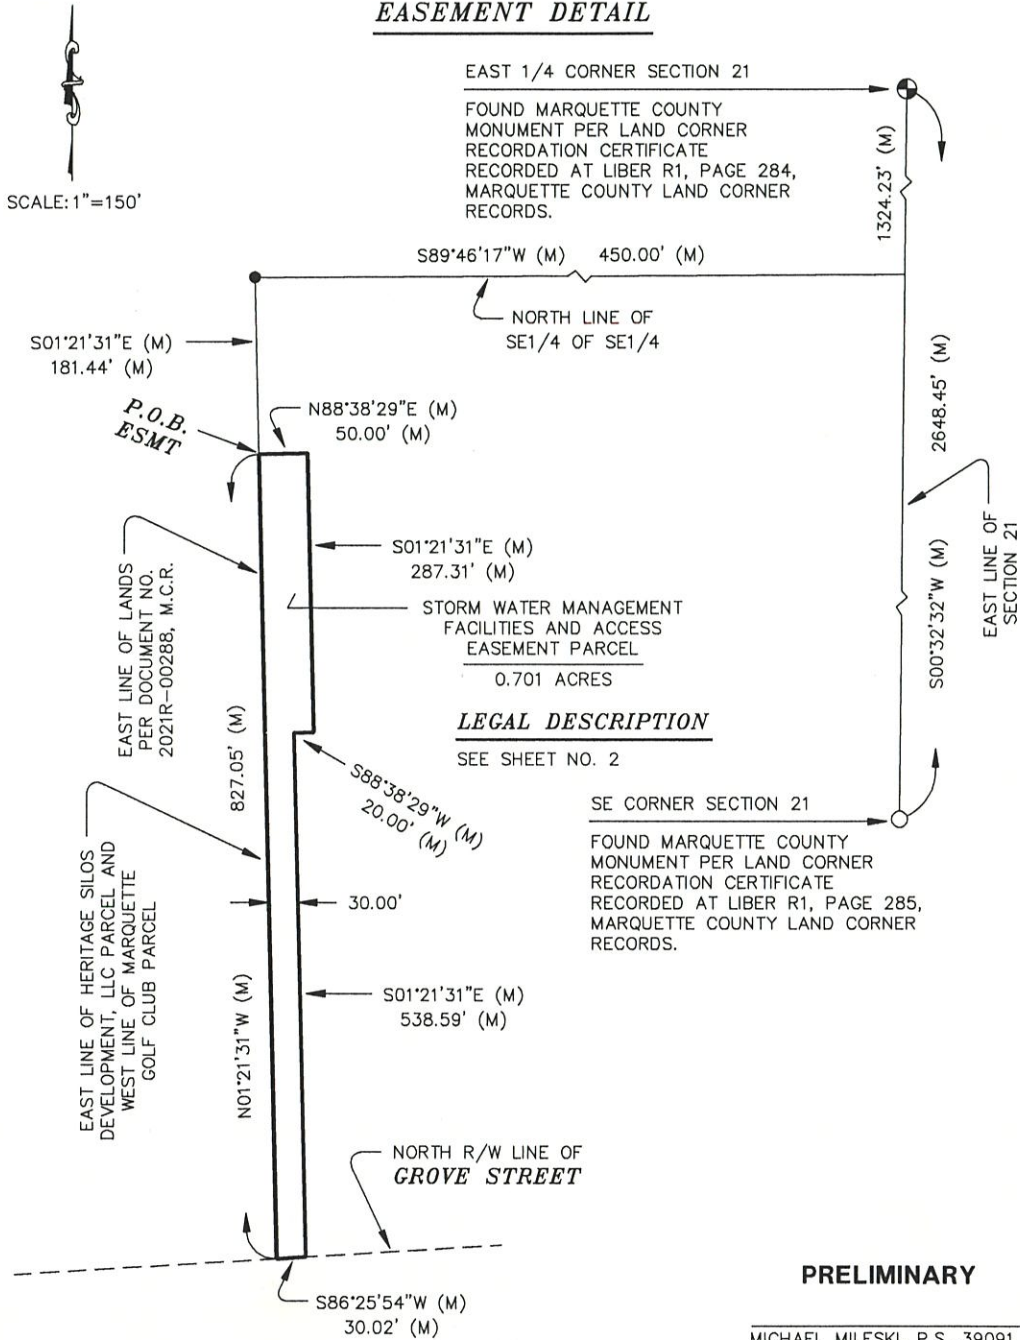 EASEMENT DETAIL
SCALE: 1"=150'
EAST 1/4 CORNER SECTION 21
FOUND MARQUETTE COUNTY
MONUMENT PER LAND CORNER
RECORDATION CERTIFICATE
RECORDED AT LIBER R1, PAGE 284,
MARQUETTE COUNTY LAND CORNER
RECORDS.
1324.23' (M)
S89°46'17"W (M) 450.00' (M)
NORTH LINE OF
SE1/4 OF SE1/4
S01°21'31"E (M)
181.44' (M)
P.O.B.
ESMT
N88°38'29"E (M)
50.00' (M)
2648.45' (M)
S00°32'32"W (M)
EAST LINE OF
SECTION 21
EAST LINE OF LANDS
PER DOCUMENT NO.
2021R-00288, M.C.R.
S01°21'31"E (M)
287.31' (M)
STORM WATER MANAGEMENT
FACILITIES AND ACCESS
EASEMENT PARCEL
0.701 ACRES
LEGAL DESCRIPTION
SEE SHEET NO. 2
827.05' (M)
N01°21'31"W (M)
S88°38'29"W (M)
20.00' (M)
SE CORNER SECTION 21
FOUND MARQUETTE COUNTY
MONUMENT PER LAND CORNER
RECORDATION CERTIFICATE
RECORDED AT LIBER R1, PAGE 285,
MARQUETTE COUNTY LAND CORNER
RECORDS.
EAST LINE OF HERITAGE SILOS
DEVELOPMENT, LLC PARCEL AND
WEST LINE OF MARQUETTE
GOLF CLUB PARCEL
30.00'
S01°21'31"E (M)
538.59' (M)
NORTH R/W LINE OF
GROVE STREET
S86°25'54"W (M)
30.02' (M)
PRELIMINARY
MICHAEL MILESKI, P.S. 39091